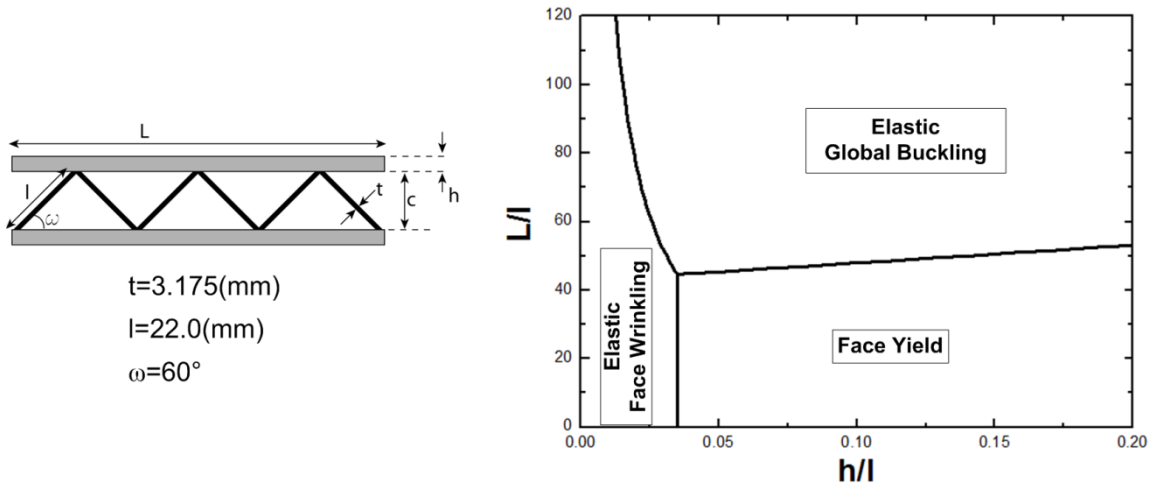 L
l
ω
t
c
h
t=3.175(mm)
l=22.0(mm)
ω=60°
120
100
80
60
40
20
0
L/l
Elastic
Global Buckling
Elastic
Face Wrinkling
Face Yield
0.00
0.05
0.10
0.15
0.20
h/l